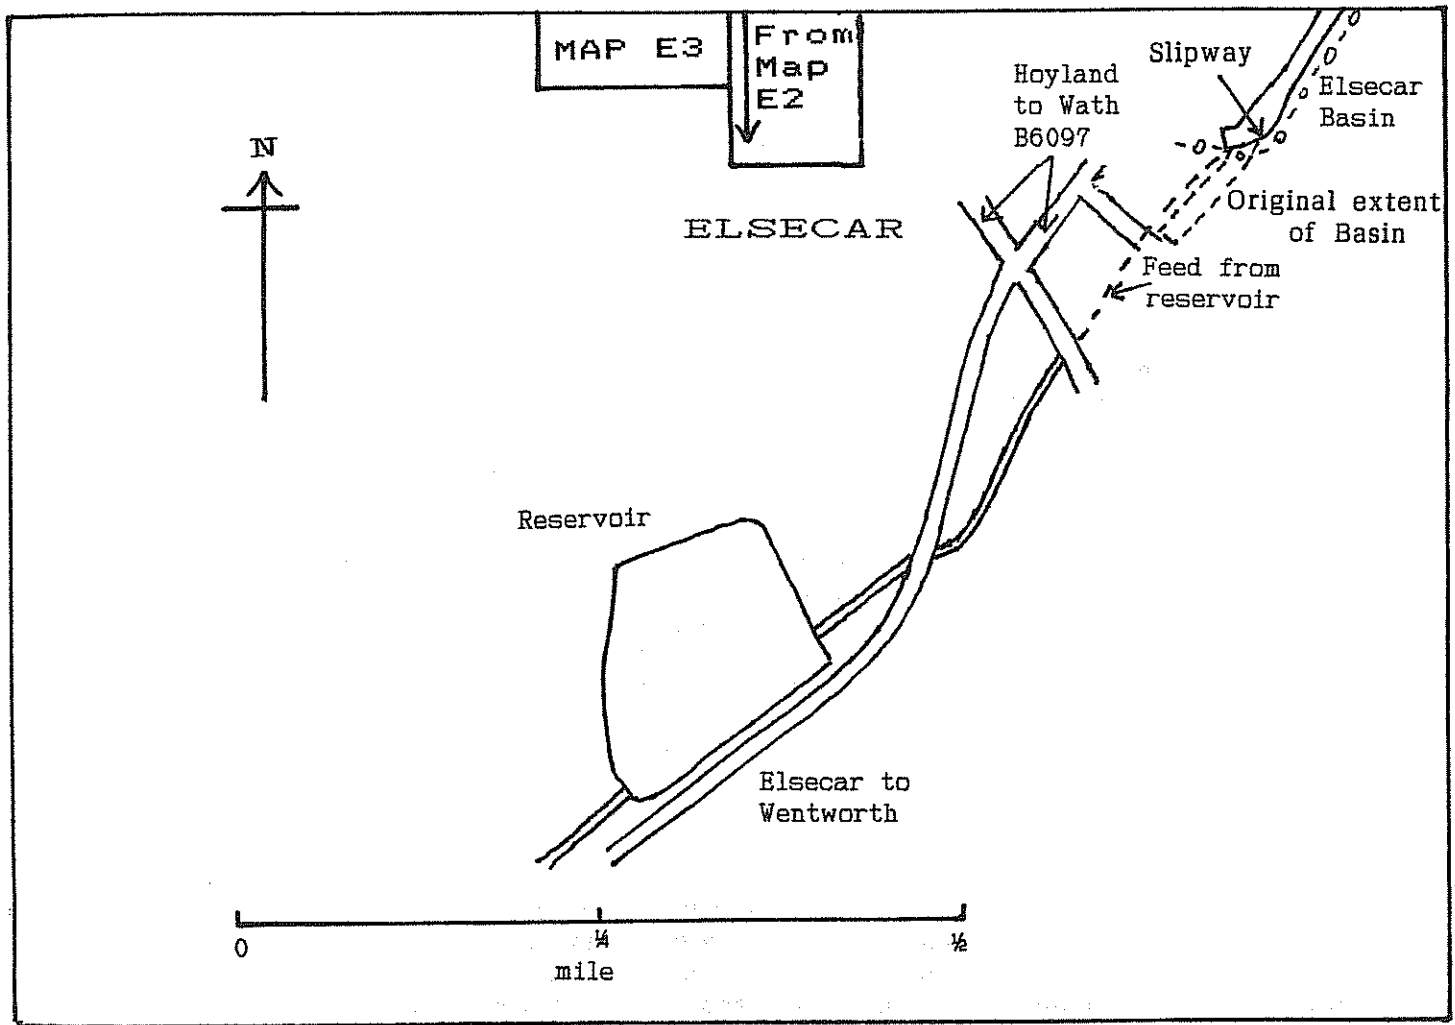 MAP E3
From
Map
E2
Slipway
Hoyland
to Wath
B6097
Elsecar
Basin
N
ELSECAR
Original extent
of Basin
Feed from
reservoir
Reservoir
Elsecar to
Wentworth
0
¼
½
mile